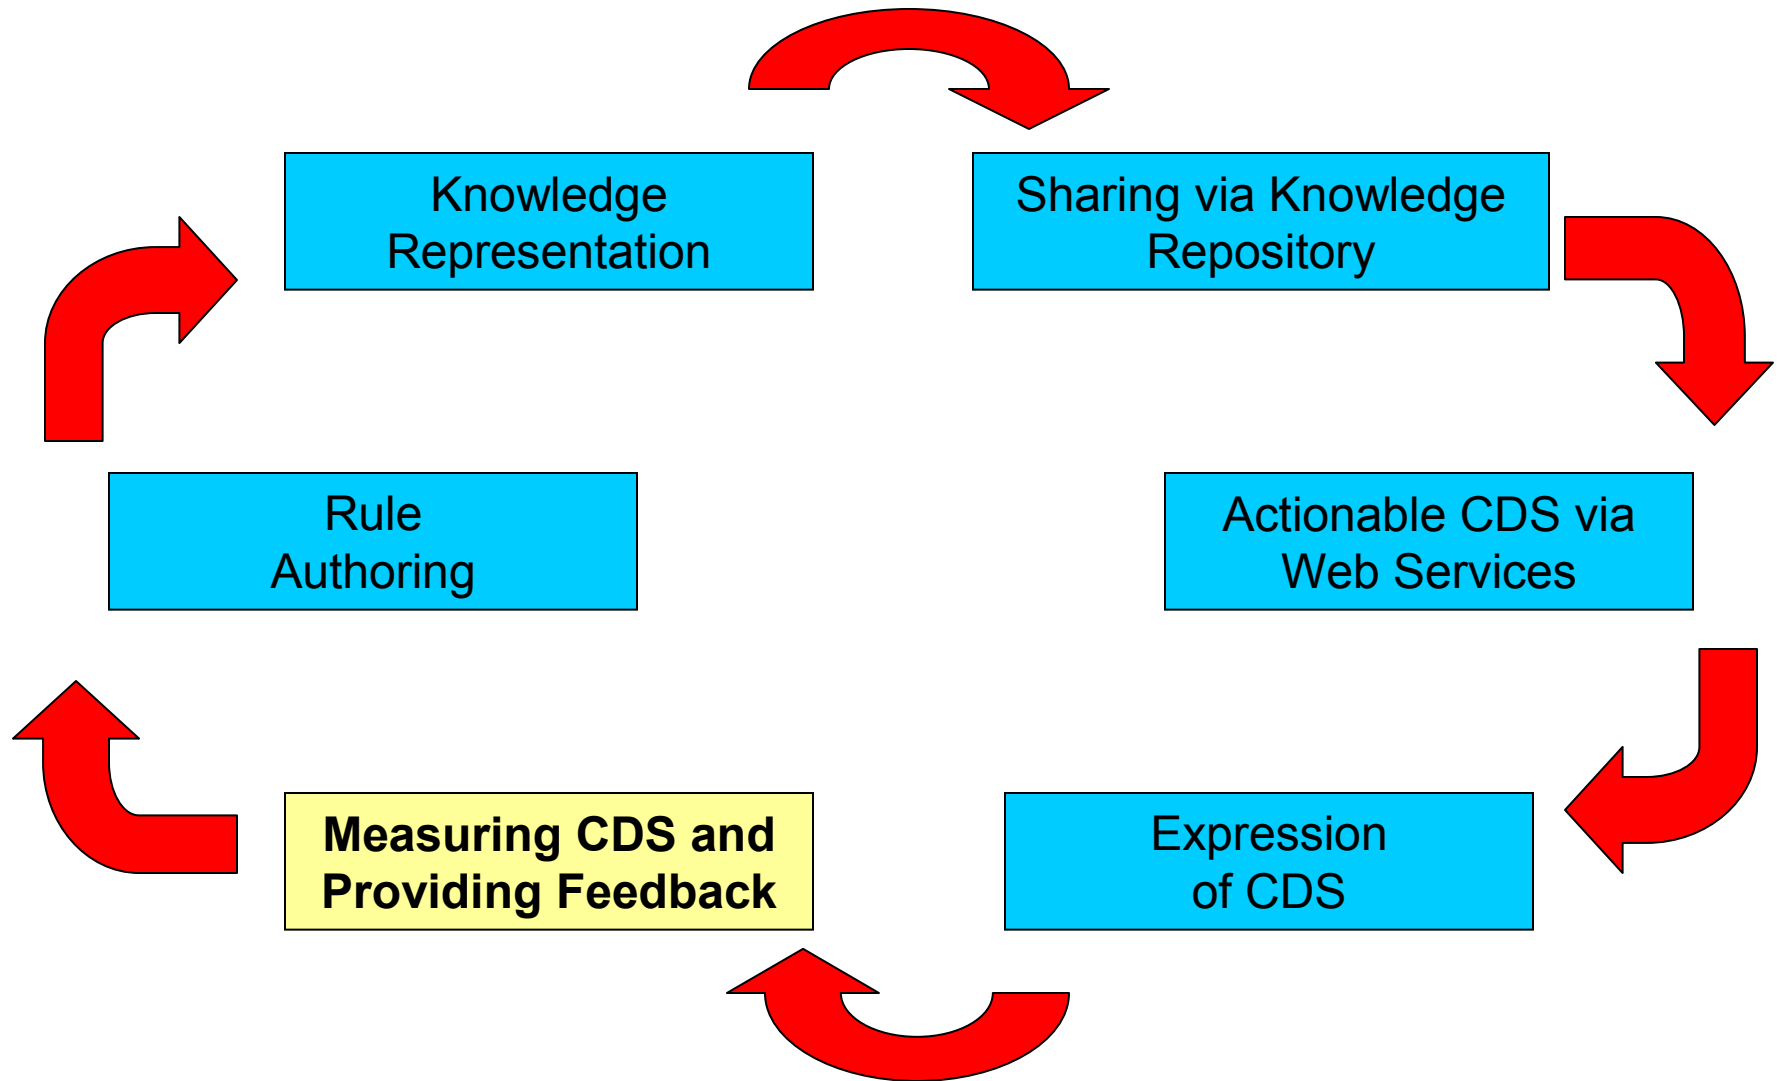 Knowledge
Representation
Sharing via Knowledge
Repository
Rule
Authoring
Actionable CDS via
Web Services
Measuring CDS and
Providing Feedback
Expression
of CDS